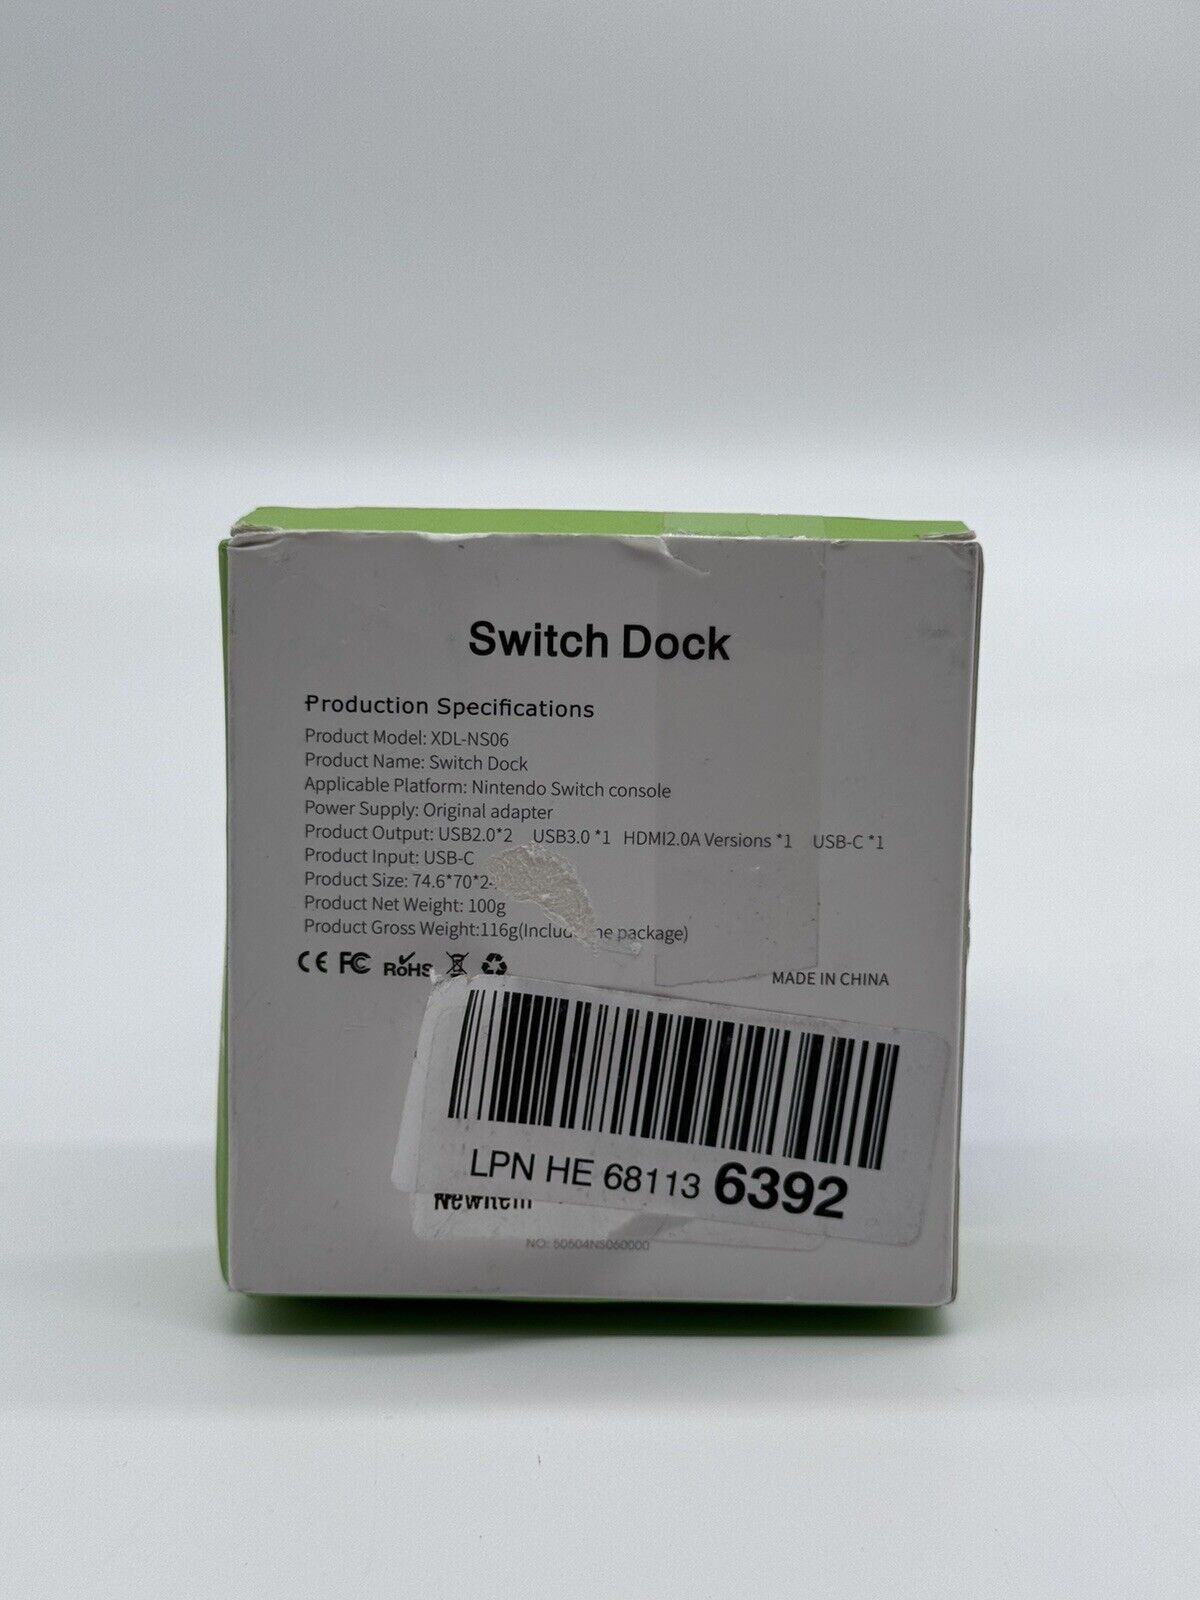 Switch Dock
Production Specifications
Product Model: XDL-NS06
Product Name: Switch Dock
Applicable Platform: Nintendo Switch console
Power Supply: Original adapter
Product Output: USB2.0*2 USB3.0 *1 HDMI2.0A Versions *1 USB-C *1
Product Input: USB-C
Product Size: 74.6*70*2
Product Net Weight: 100g
Product Gross Weight:116g( package)
CE FC RoHS
MADE IN CHINA
LPN HE 68113 6392
NewItem
NO: 50504NS060000